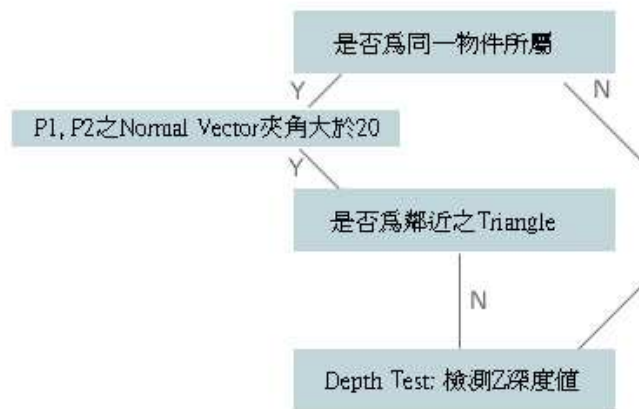 是否為同一物件所屬
Y
N
P1, P2之Normal Vector夾角大於20
Y
是否為鄰近之Triangle
N
Depth Test: 檢測Z深度值